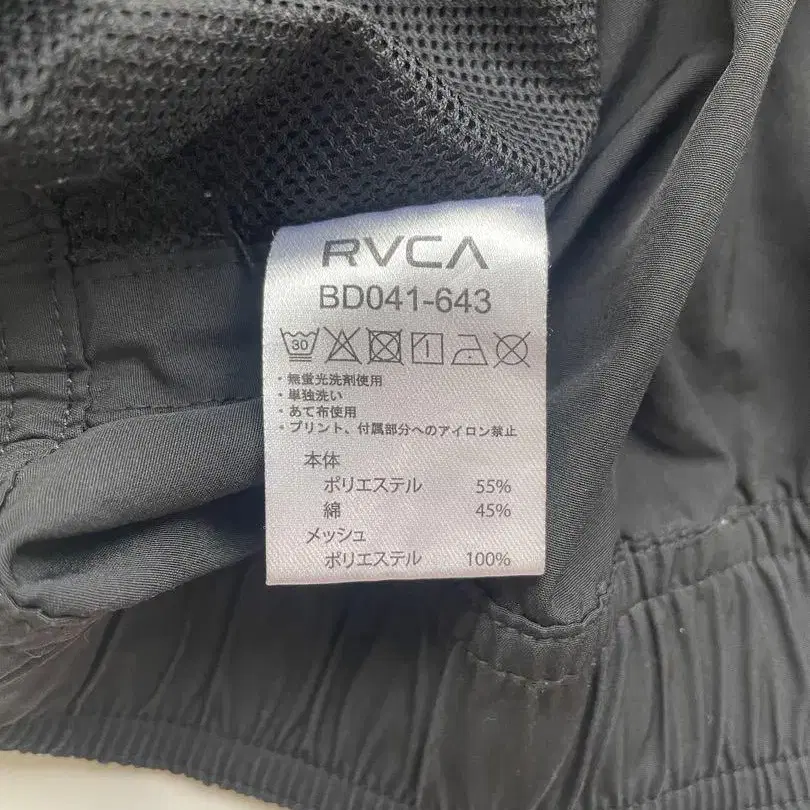 RVCA
BD041-643
30
・無蛍光洗剤使用
・単独洗い
・あて布使用
・プリント、付属部分へのアイロン禁止
本体
ポリエステル 55%
綿 45%
メッシュ
ポリエステル 100%